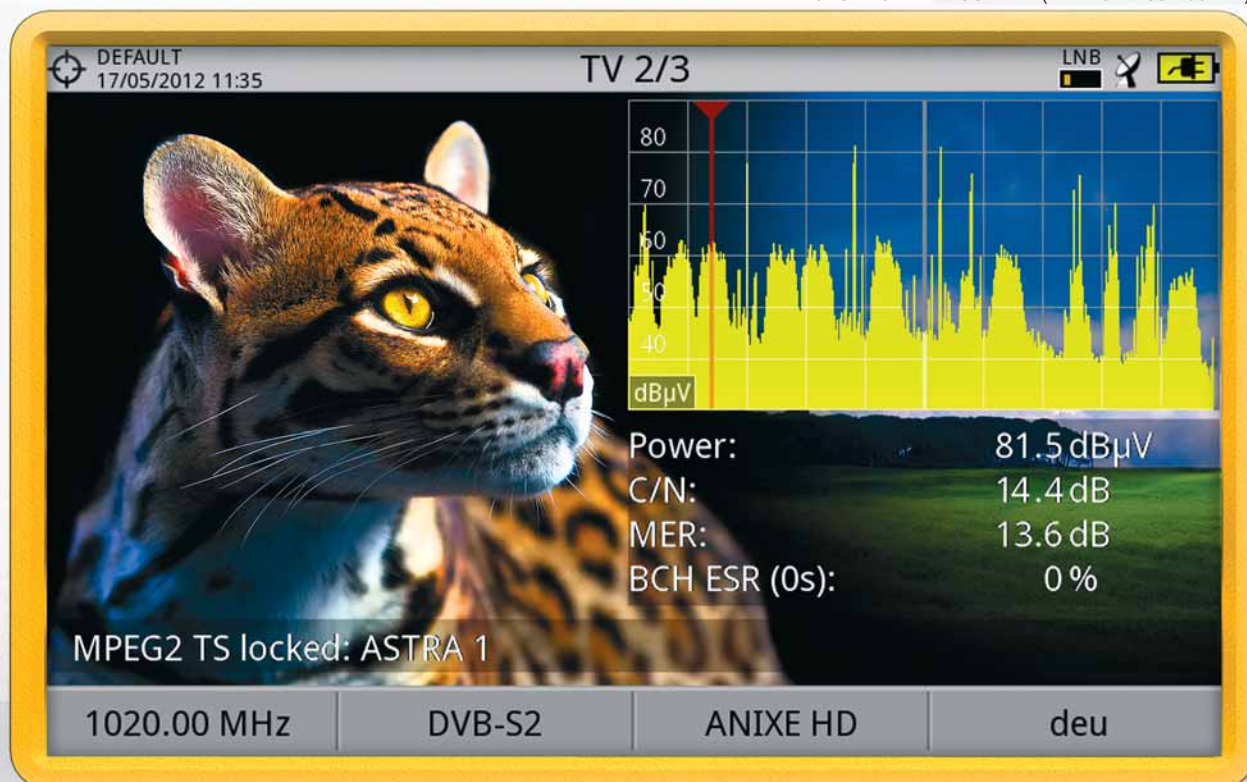 DEFAULT
17/05/2012 11:35
TV 2/3
LNB
80
70
60
50
40
dBµV
Power: 81.5 dBµV
C/N: 14.4 dB
MER: 13.6 dB
BCH ESR (0s): 0 %
MPEG2 TS locked: ASTRA 1
1020.00 MHz
DVB-S2
ANIXE HD
deu